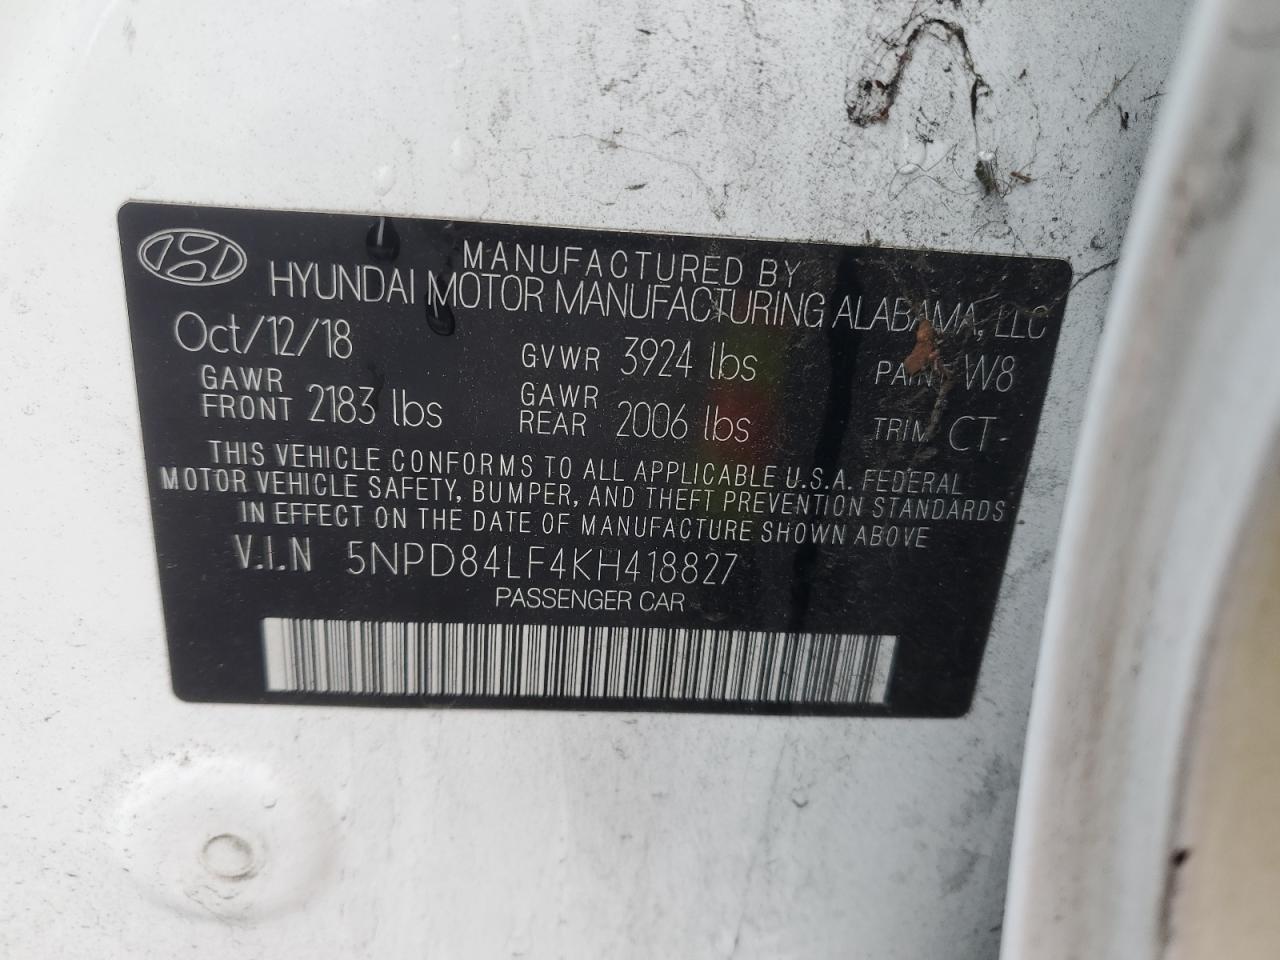 MANUFACTURED BY
HYUNDAI MOTOR MANUFACTURING ALABAMA, LLC
Oct/12/18 GVWR 3924 lbs PAINT W8
GAWR FRONT 2183 lbs GAWR REAR 2006 lbs TRIM CT
THIS VEHICLE CONFORMS TO ALL APPLICABLE U.S.A. FEDERAL
MOTOR VEHICLE SAFETY, BUMPER, AND THEFT PREVENTION STANDARDS
IN EFFECT ON THE DATE OF MANUFACTURE SHOWN ABOVE
V.I.N 5NPD84LF4KH418827
PASSENGER CAR